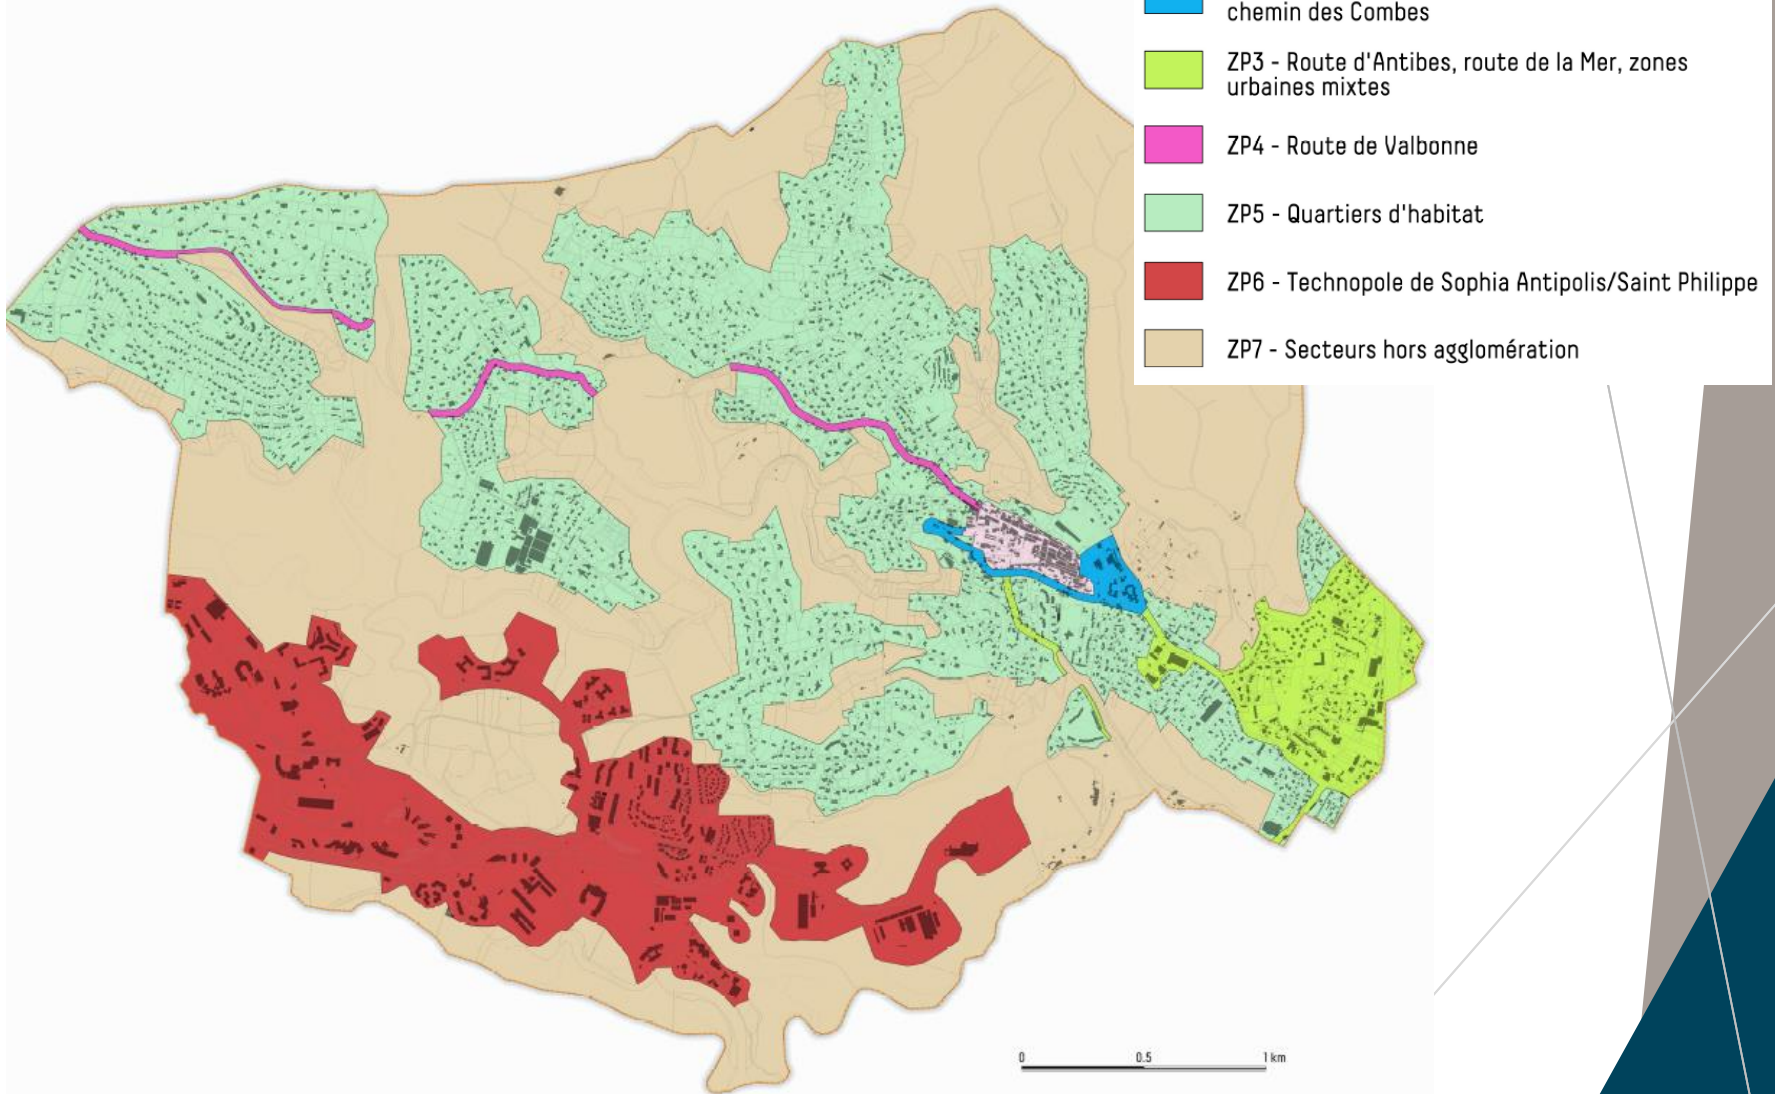 chemin des Combes
ZP3 - Route d'Antibes, route de la Mer, zones
urbaines mixtes
ZP4 - Route de Valbonne
ZP5 - Quartiers d'habitat
ZP6 - Technopole de Sophia Antipolis/Saint Philippe
ZP7 - Secteurs hors agglomération
0 0.5 1 km